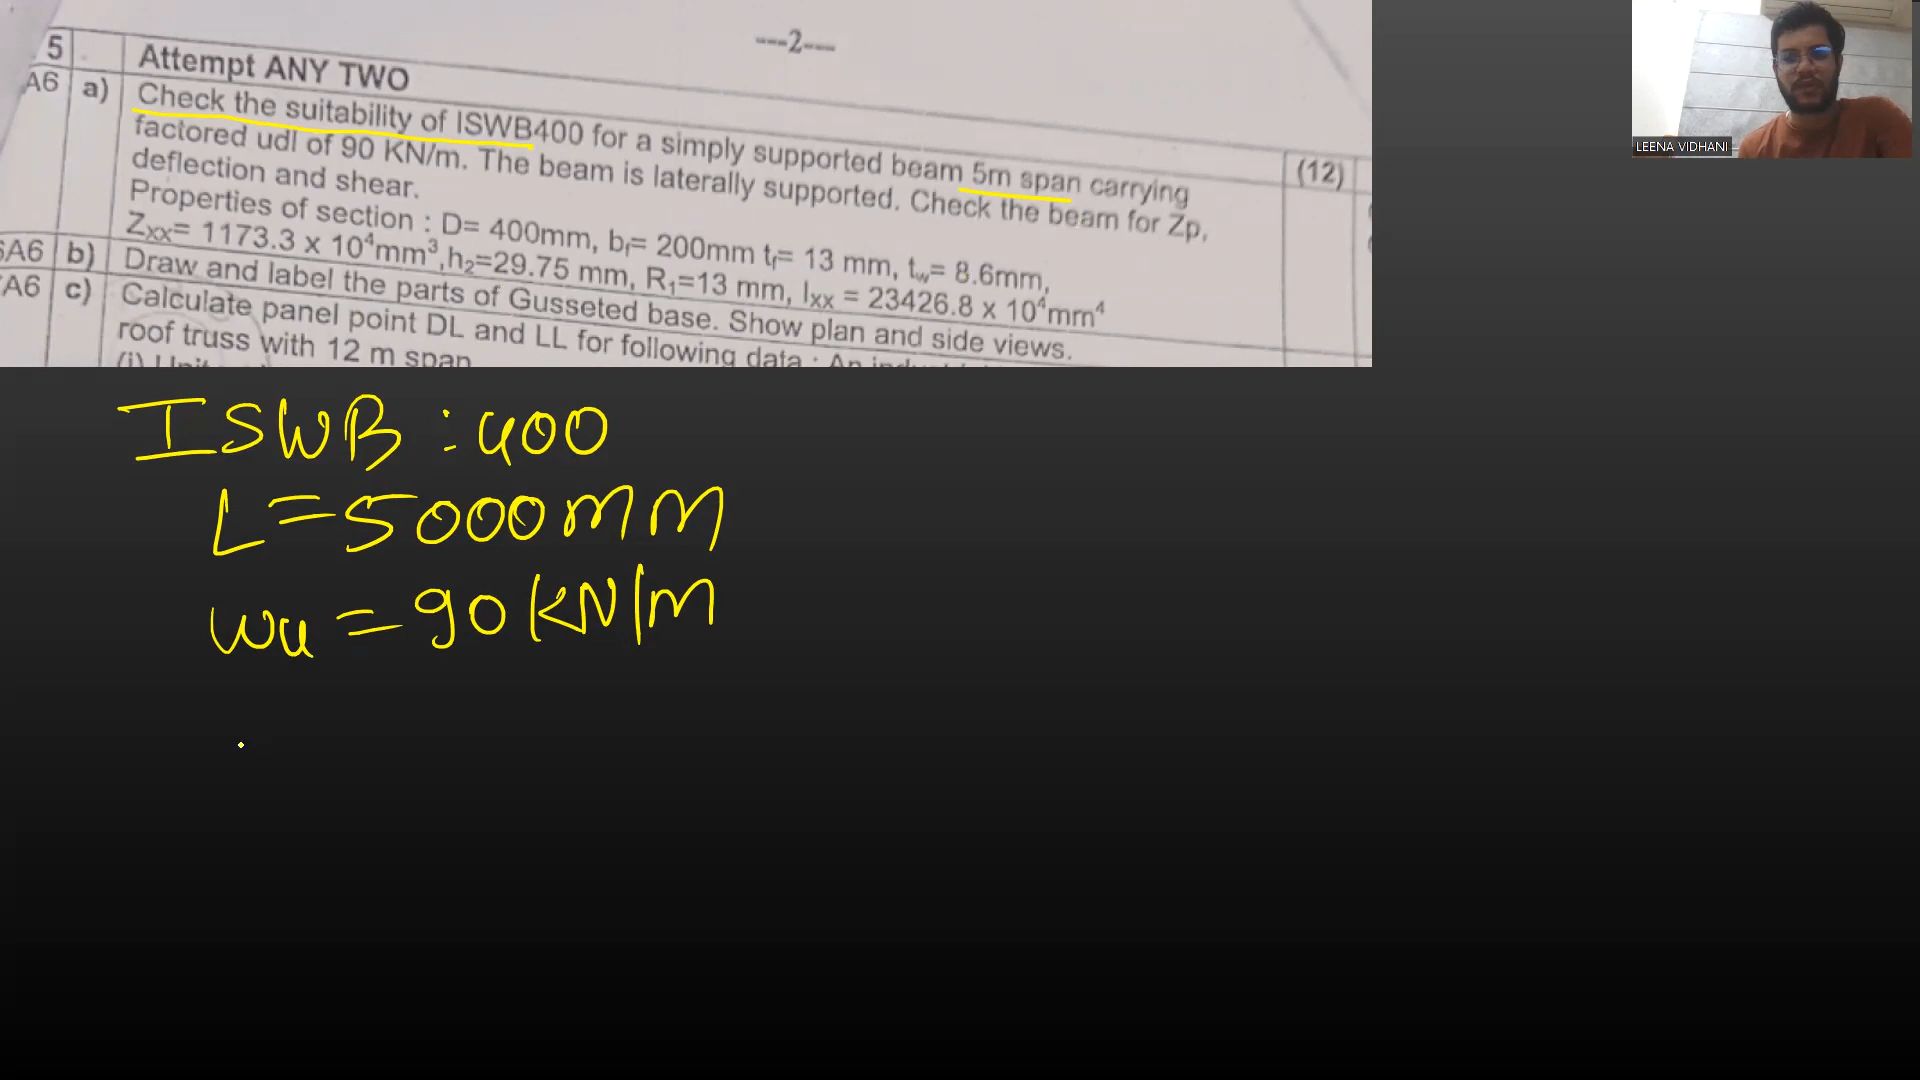 ---2---
5 Attempt ANY TWO
A6 a) Check the suitability of ISWB400 for a simply supported beam 5m span carrying (12)
factored udl of 90 KN/m. The beam is laterally supported. Check the beam for Zp,
deflection and shear.
Properties of section : D= 400mm, bf= 200mm tf= 13 mm, tw= 8.6mm,
Zxx= 1173.3 x 10⁴mm³,h₂=29.75 mm, R₁=13 mm, Ixx = 23426.8 x 10⁴mm⁴
A6 b) Draw and label the parts of Gusseted base. Show plan and side views.
A6 c) Calculate panel point DL and LL for following data :
roof truss with 12 m span
LEENA VIDHANI
ISWB : 400
L = 5000mm
wu = 90 kN/m